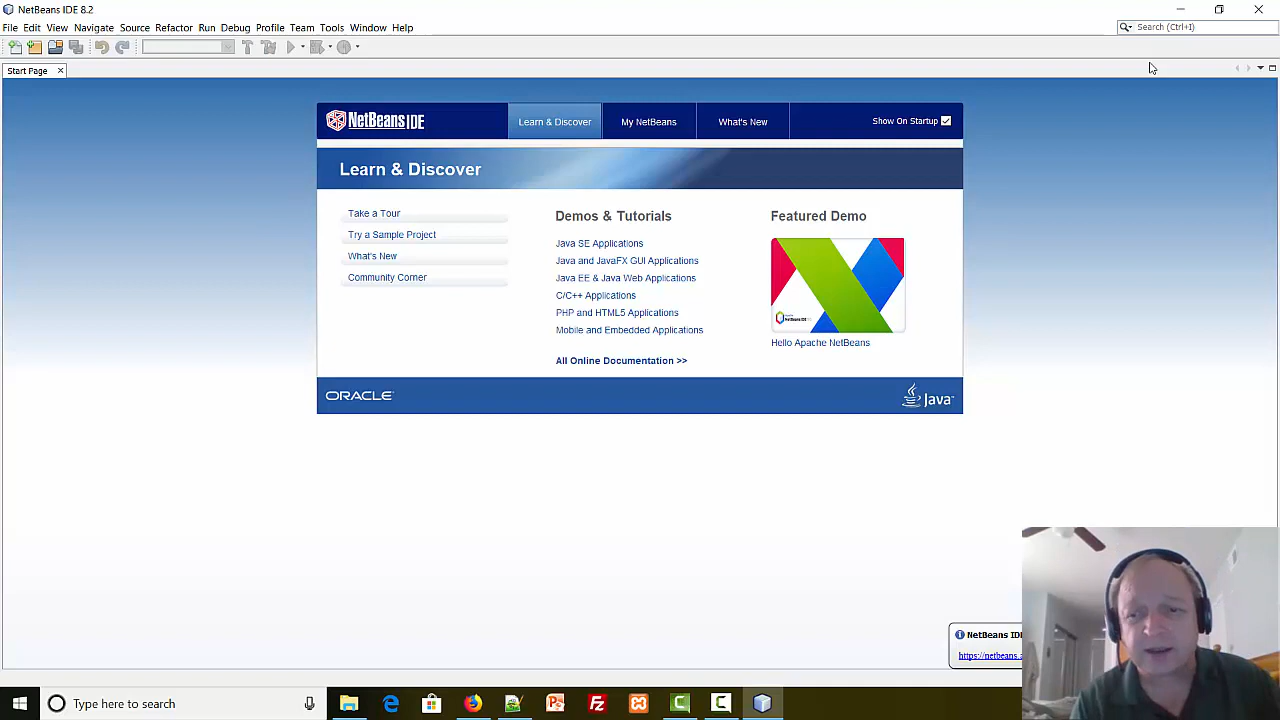 NetBeans IDE 8.2
File Edit View Navigate Source Refactor Run Debug Profile Team Tools Window Help
Search (Ctrl+I)
Start Page
NetBeans IDE
Learn & Discover
My NetBeans
What's New
Show On Startup
Learn & Discover
Take a Tour
Try a Sample Project
What's New
Community Corner
Demos & Tutorials
Java SE Applications
Java and JavaFX GUI Applications
Java EE & Java Web Applications
C/C++ Applications
PHP and HTML5 Applications
Mobile and Embedded Applications
All Online Documentation >>
Featured Demo
NetBeans IDE
Hello Apache NetBeans
ORACLE
Java
NetBeans IDE
https://netbeans.
Type here to search